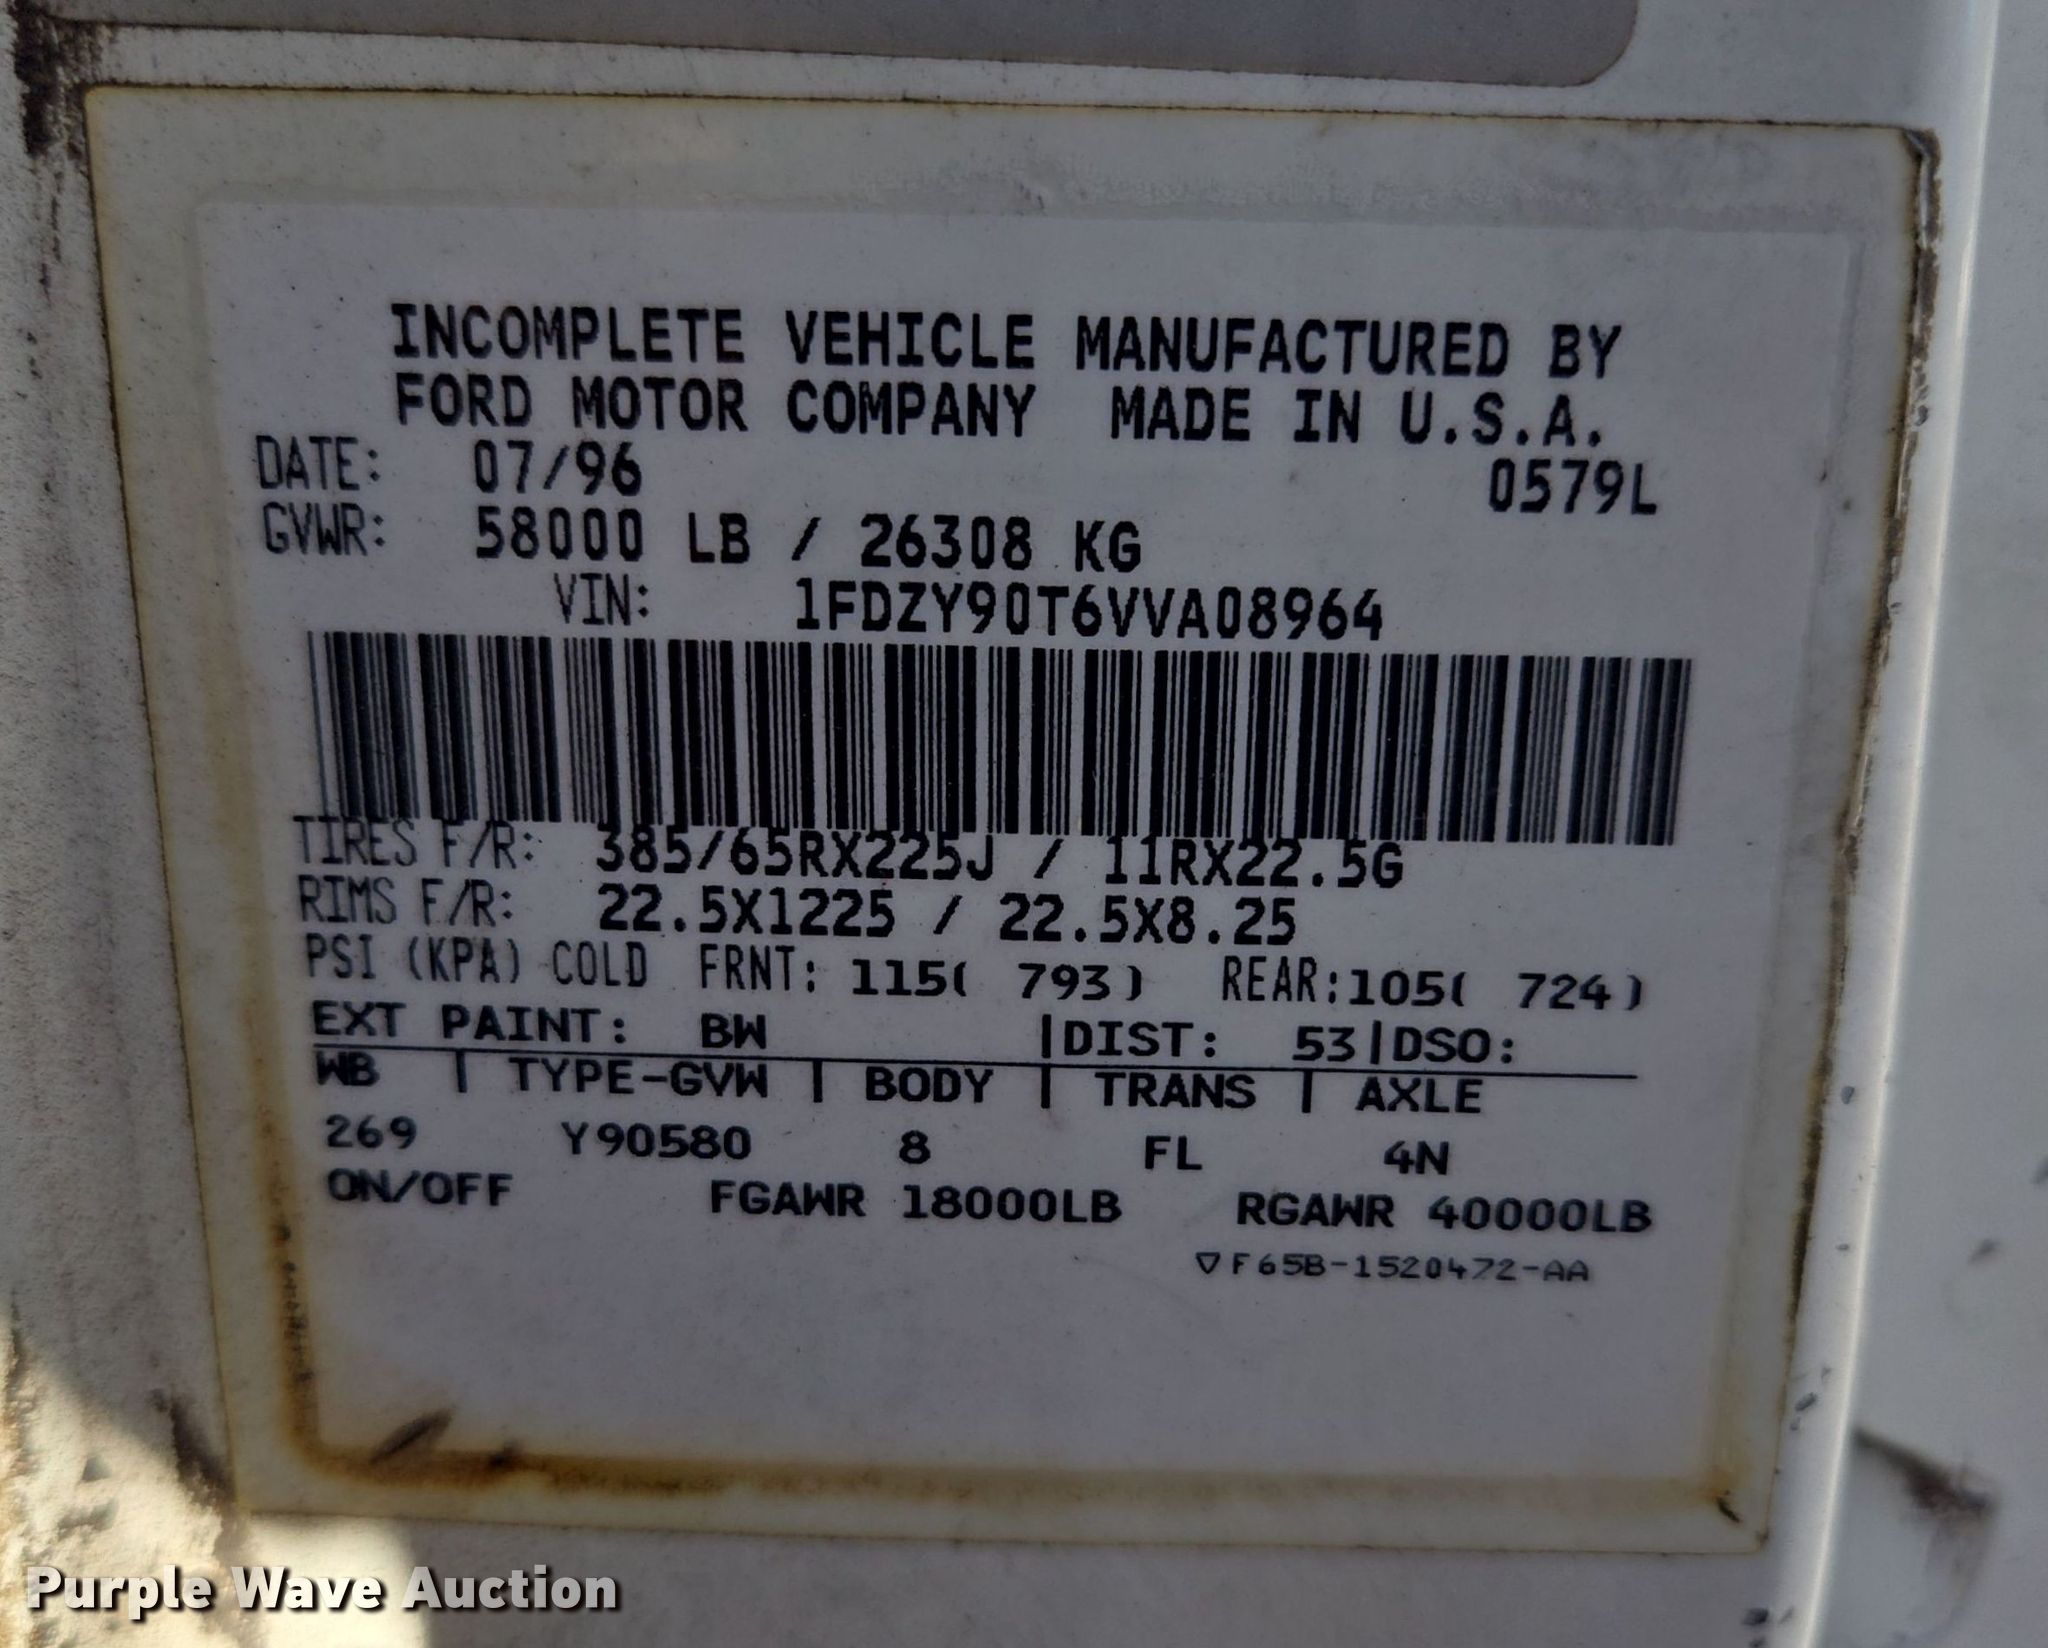 INCOMPLETE VEHICLE MANUFACTURED BY
FORD MOTOR COMPANY MADE IN U.S.A.
DATE: 07/96 0579L
GVWR: 58000 LB / 26308 KG
VIN: 1FDZY90T6VVA08964
TIRES F/R: 385/65RX225J / 11RX22.5G
RIMS F/R: 22.5X1225 / 22.5X8.25
PSI (KPA) COLD FRNT: 115( 793) REAR:105( 724)
EXT PAINT: BW |DIST: 53|DSO:
WB | TYPE-GVW | BODY | TRANS | AXLE
269 Y90580 8 FL 4N
ON/OFF FGAWR 18000LB RGAWR 40000LB
▽F65B-1520472-AA
Purple Wave Auction